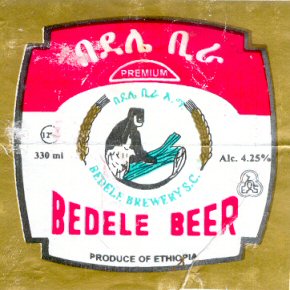 በደሌ ቢራ
PREMIUM
በደሌ ቢራ አ.ማ
12°
330 ml
Alc. 4.25%
BEDELE BREWERY S.C.
BEDELE BEER
PRODUCE OF ETHIOPIA